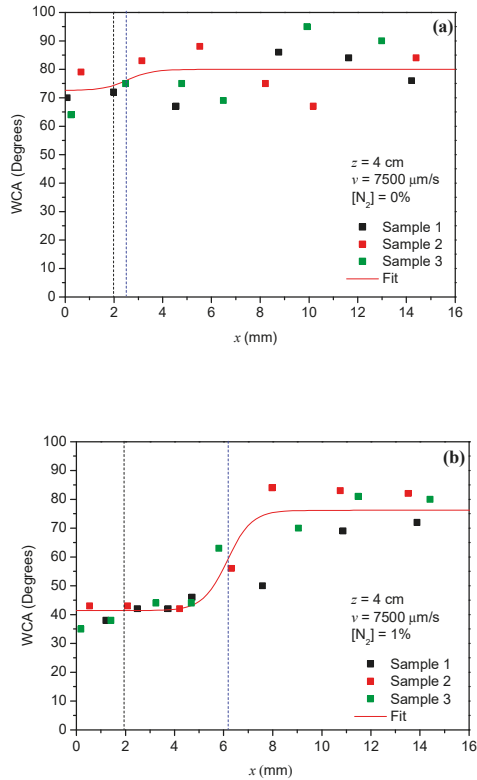 (a)
100
90
80
70
60
50
40
30
20
10
0
WCA (Degrees)
z = 4 cm
v = 7500 μm/s
[N₂] = 0%
Sample 1
Sample 2
Sample 3
Fit
0 2 4 6 8 10 12 14 16
x (mm)
(b)
100
90
80
70
60
50
40
30
20
10
0
WCA (Degrees)
z = 4 cm
v = 7500 μm/s
[N₂] = 1%
Sample 1
Sample 2
Sample 3
Fit
0 2 4 6 8 10 12 14 16
x (mm)